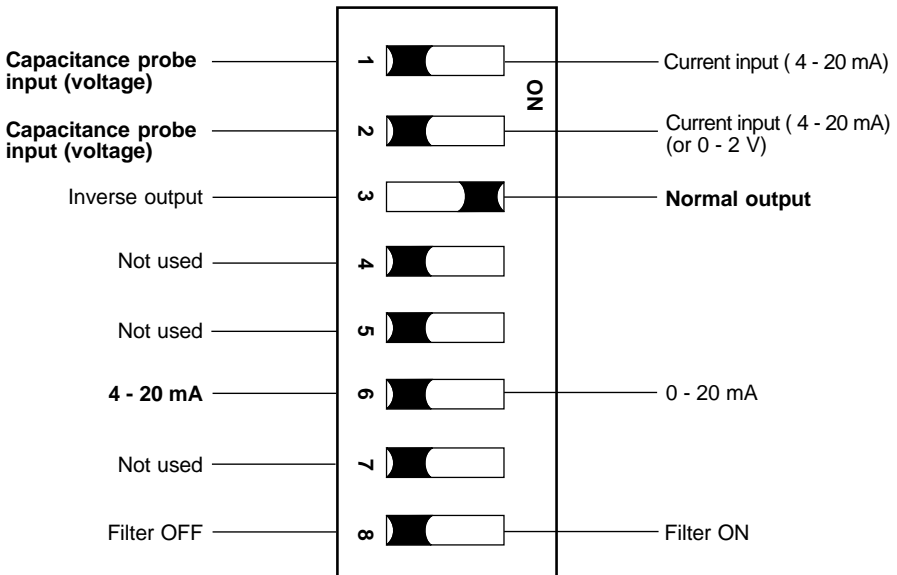 Capacitance probe
input (voltage)
1
Current input ( 4 - 20 mA)
ON
Capacitance probe
input (voltage)
2
Current input ( 4 - 20 mA)
(or 0 - 2 V)
Inverse output
3
Normal output
Not used
4
Not used
5
4 - 20 mA
6
0 - 20 mA
Not used
7
Filter OFF
8
Filter ON